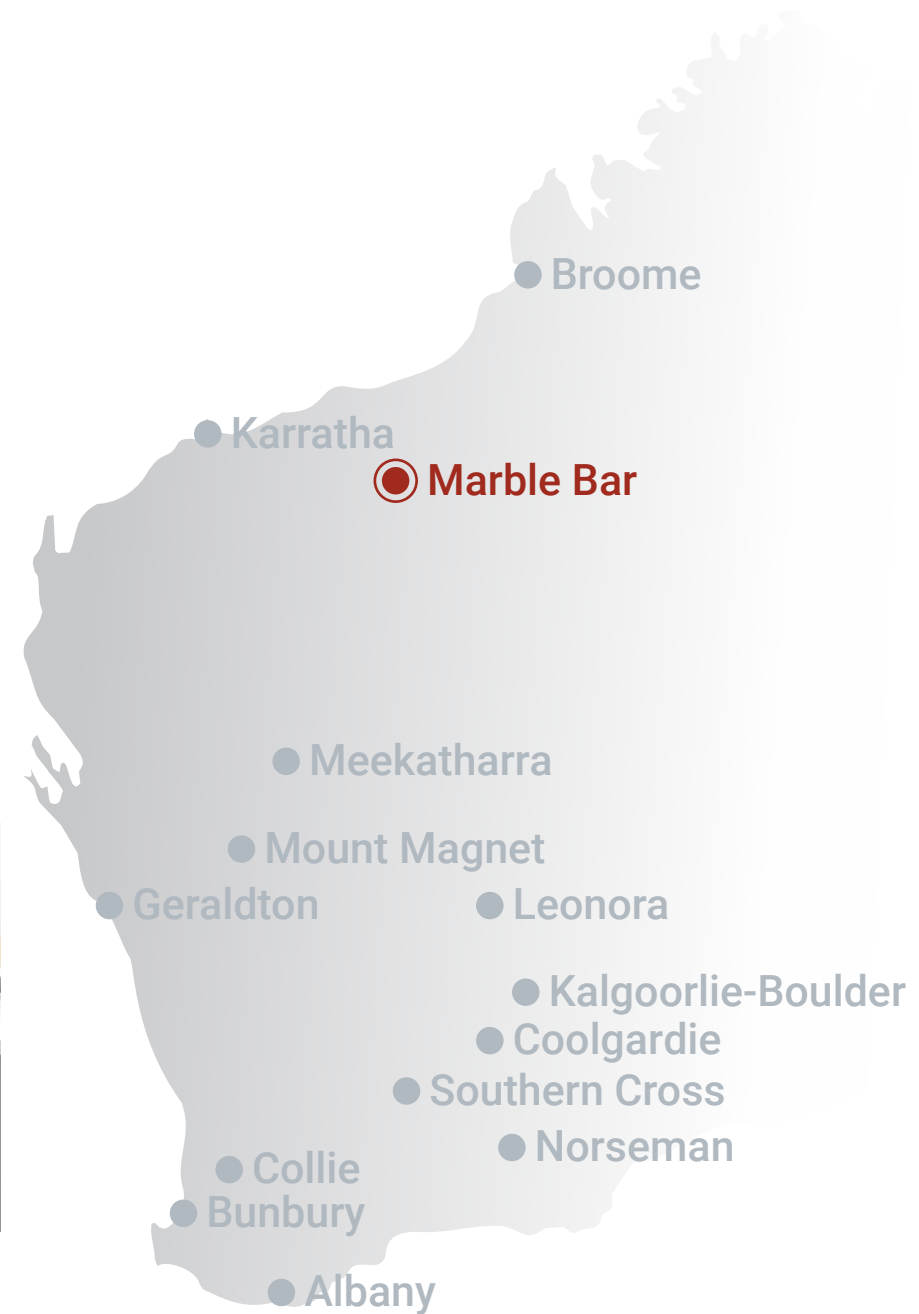 Broome
Karratha
Marble Bar
Meekatharra
Mount Magnet
Geraldton
Leonora
Kalgoorlie-Boulder
Coolgardie
Southern Cross
Norseman
Collie
Bunbury
Albany